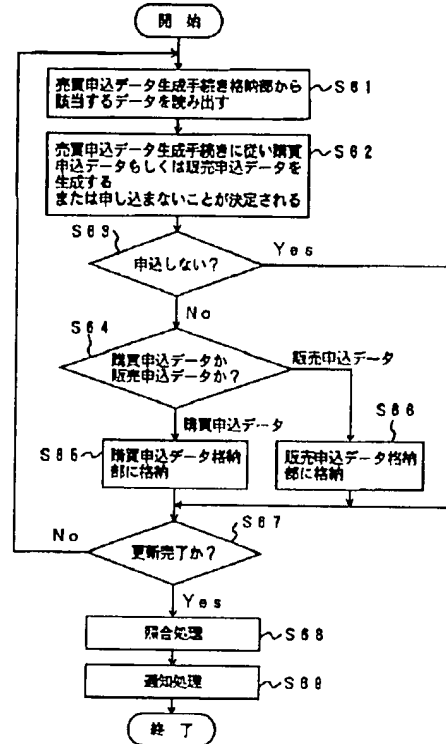 開 始
売買申込データ生成手続き格納部から
該当するデータを読み出す
S61
売買申込データ生成手続きに従い購買
申込データもしくは販売申込データを
生成する
または申し込まないことが決定される
S62
S63
申込しない?
Yes
No
S64
購買申込データか
販売申込データか?
販売申込データ
購買申込データ
S65
購買申込データ格納
部に格納
S66
販売申込データ格納
部に格納
S67
No
更新完了か?
Yes
照合処理
S68
通知処理
S69
終 了